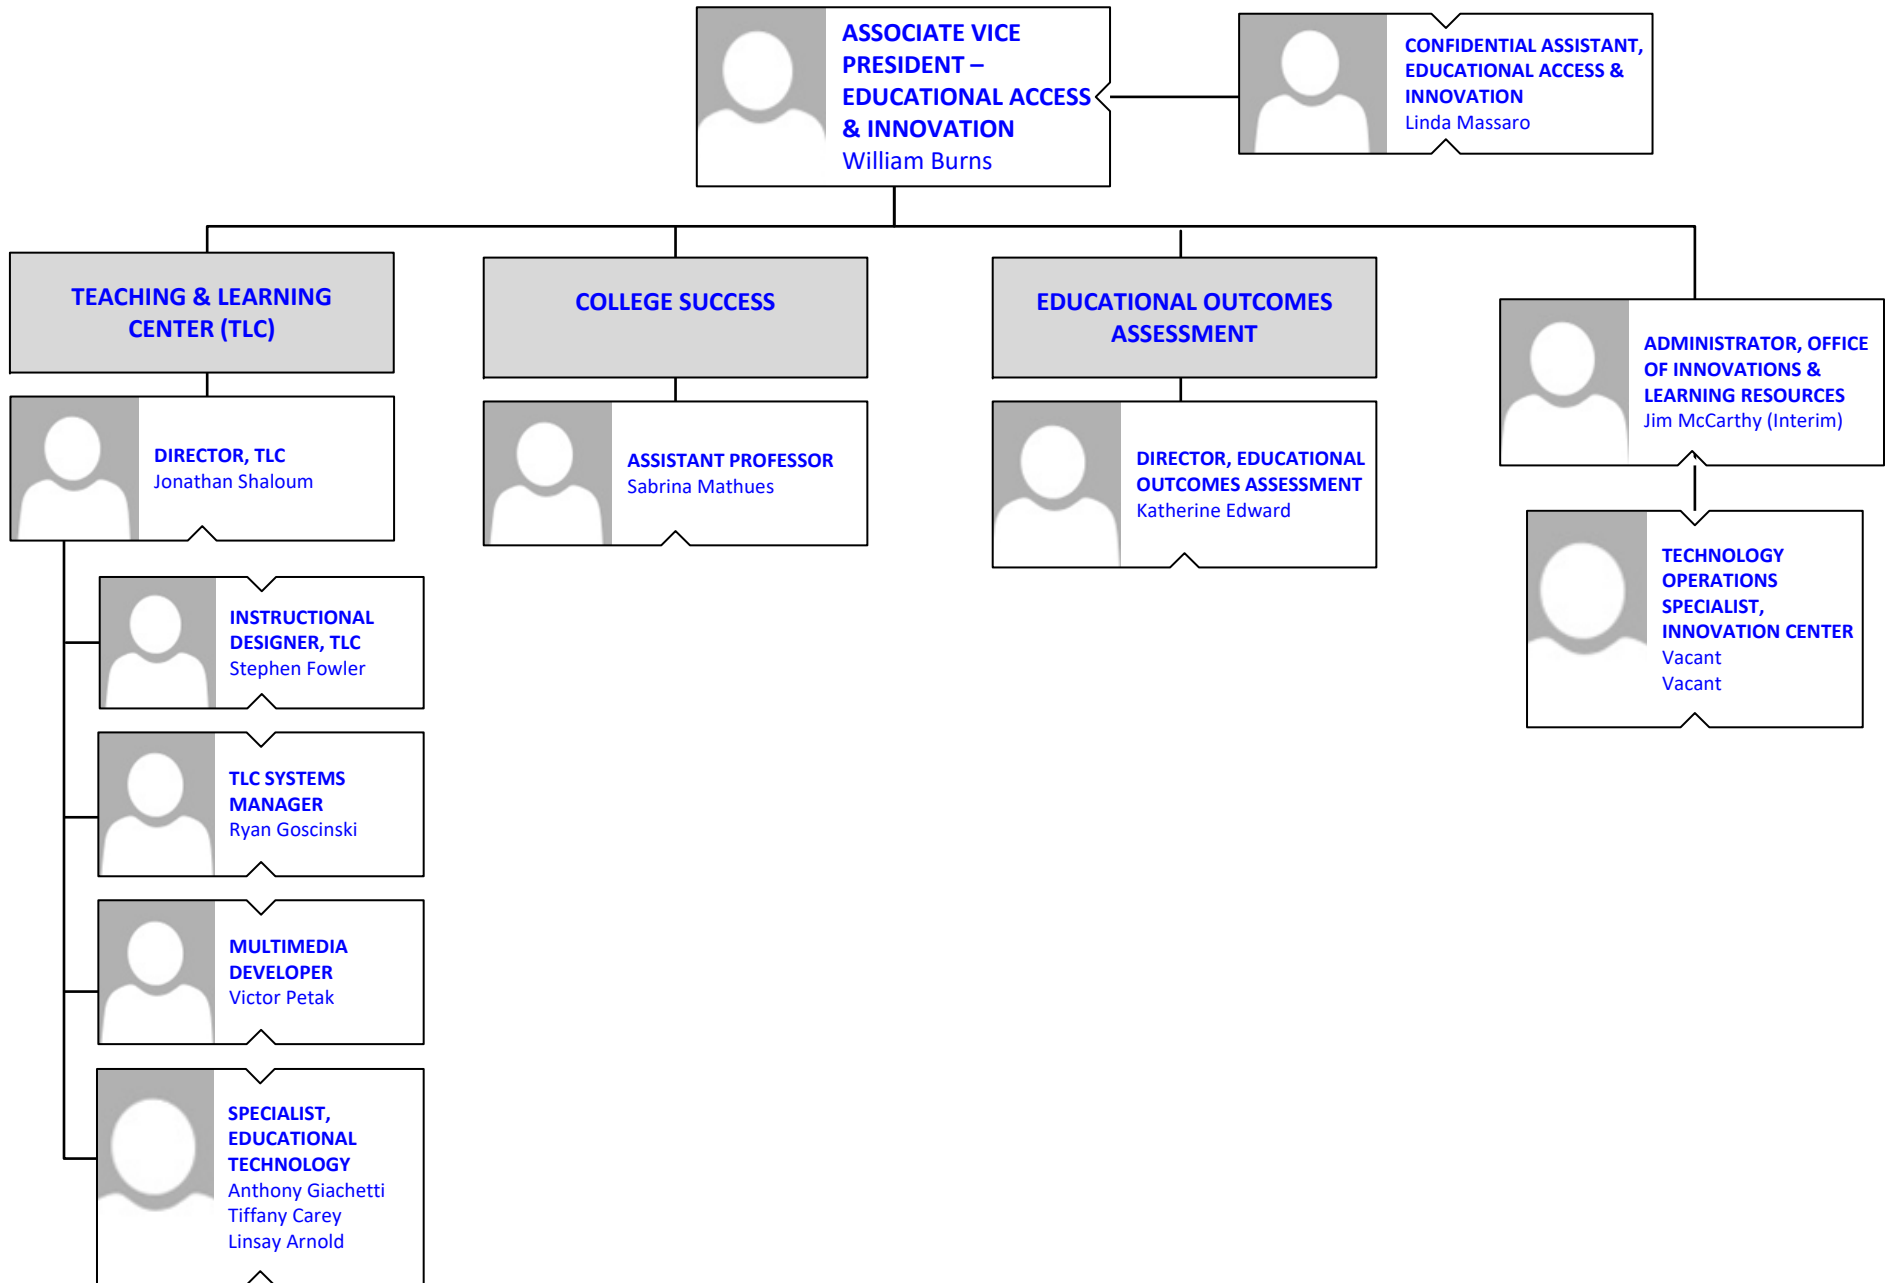 ASSOCIATE VICE
PRESIDENT –
EDUCATIONAL ACCESS
& INNOVATION
William Burns
CONFIDENTIAL ASSISTANT,
EDUCATIONAL ACCESS &
INNOVATION
Linda Massaro
TEACHING & LEARNING
CENTER (TLC)
COLLEGE SUCCESS
EDUCATIONAL OUTCOMES
ASSESSMENT
ADMINISTRATOR, OFFICE
OF INNOVATIONS &
LEARNING RESOURCES
Jim McCarthy (Interim)
DIRECTOR, TLC
Jonathan Shaloum
ASSISTANT PROFESSOR
Sabrina Mathues
DIRECTOR, EDUCATIONAL
OUTCOMES ASSESSMENT
Katherine Edward
TECHNOLOGY
OPERATIONS
SPECIALIST,
INNOVATION CENTER
Vacant
Vacant
INSTRUCTIONAL
DESIGNER, TLC
Stephen Fowler
TLC SYSTEMS
MANAGER
Ryan Goscinski
MULTIMEDIA
DEVELOPER
Victor Petak
SPECIALIST,
EDUCATIONAL
TECHNOLOGY
Anthony Giachetti
Tiffany Carey
Linsay Arnold